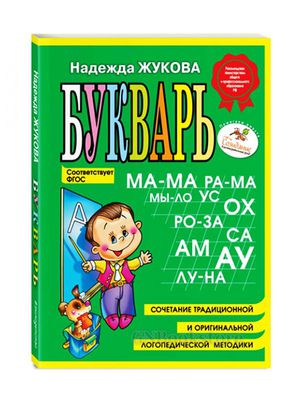 Надежда ЖУКОВА
БУКВАРЬ
Соответствует
ФГОС
МА-МА РА-МА
МЫ-ЛО УС
ОХ
РО-ЗА
СА
АМ АУ
ЛУ-НА
А
СОЧЕТАНИЕ ТРАДИЦИОННОЙ
И ОРИГИНАЛЬНОЙ
ЛОГОПЕДИЧЕСКОЙ МЕТОДИКИ
Надежда ЖУКОВА
БУКВАРЬ